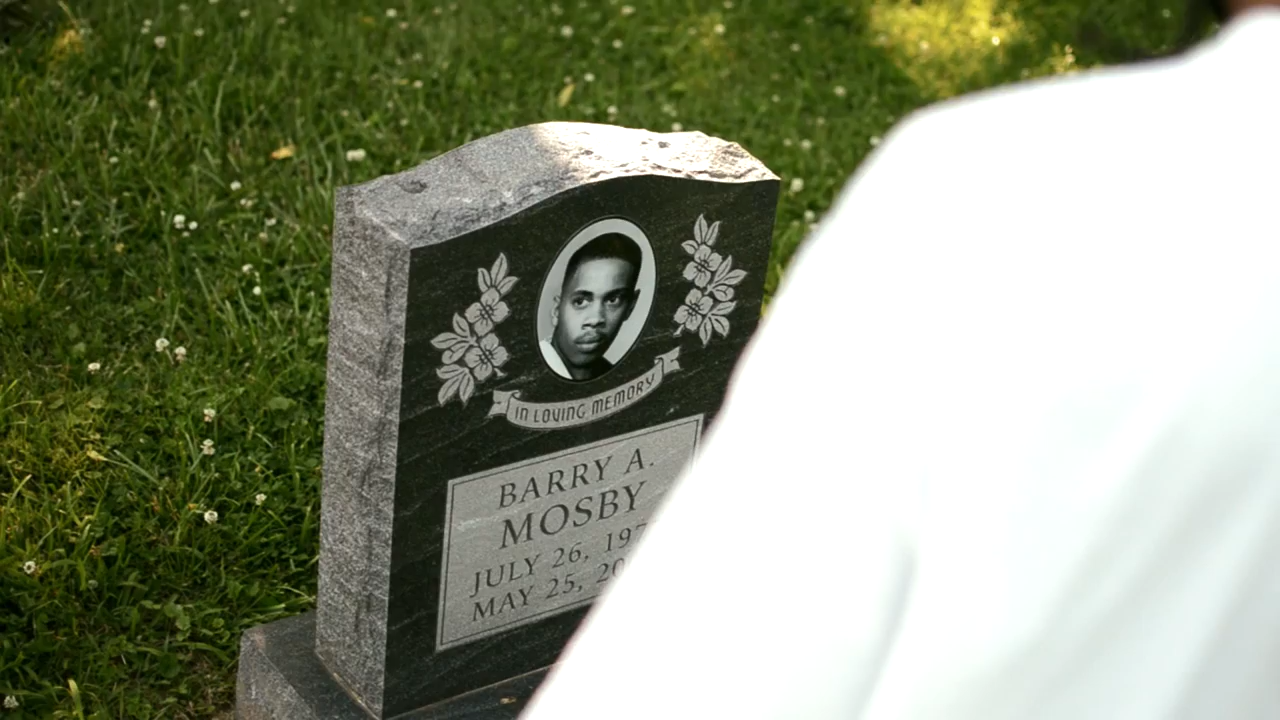 IN LOVING MEMORY
BARRY A.
MOSBY
JULY 26, 197
MAY 25, 20